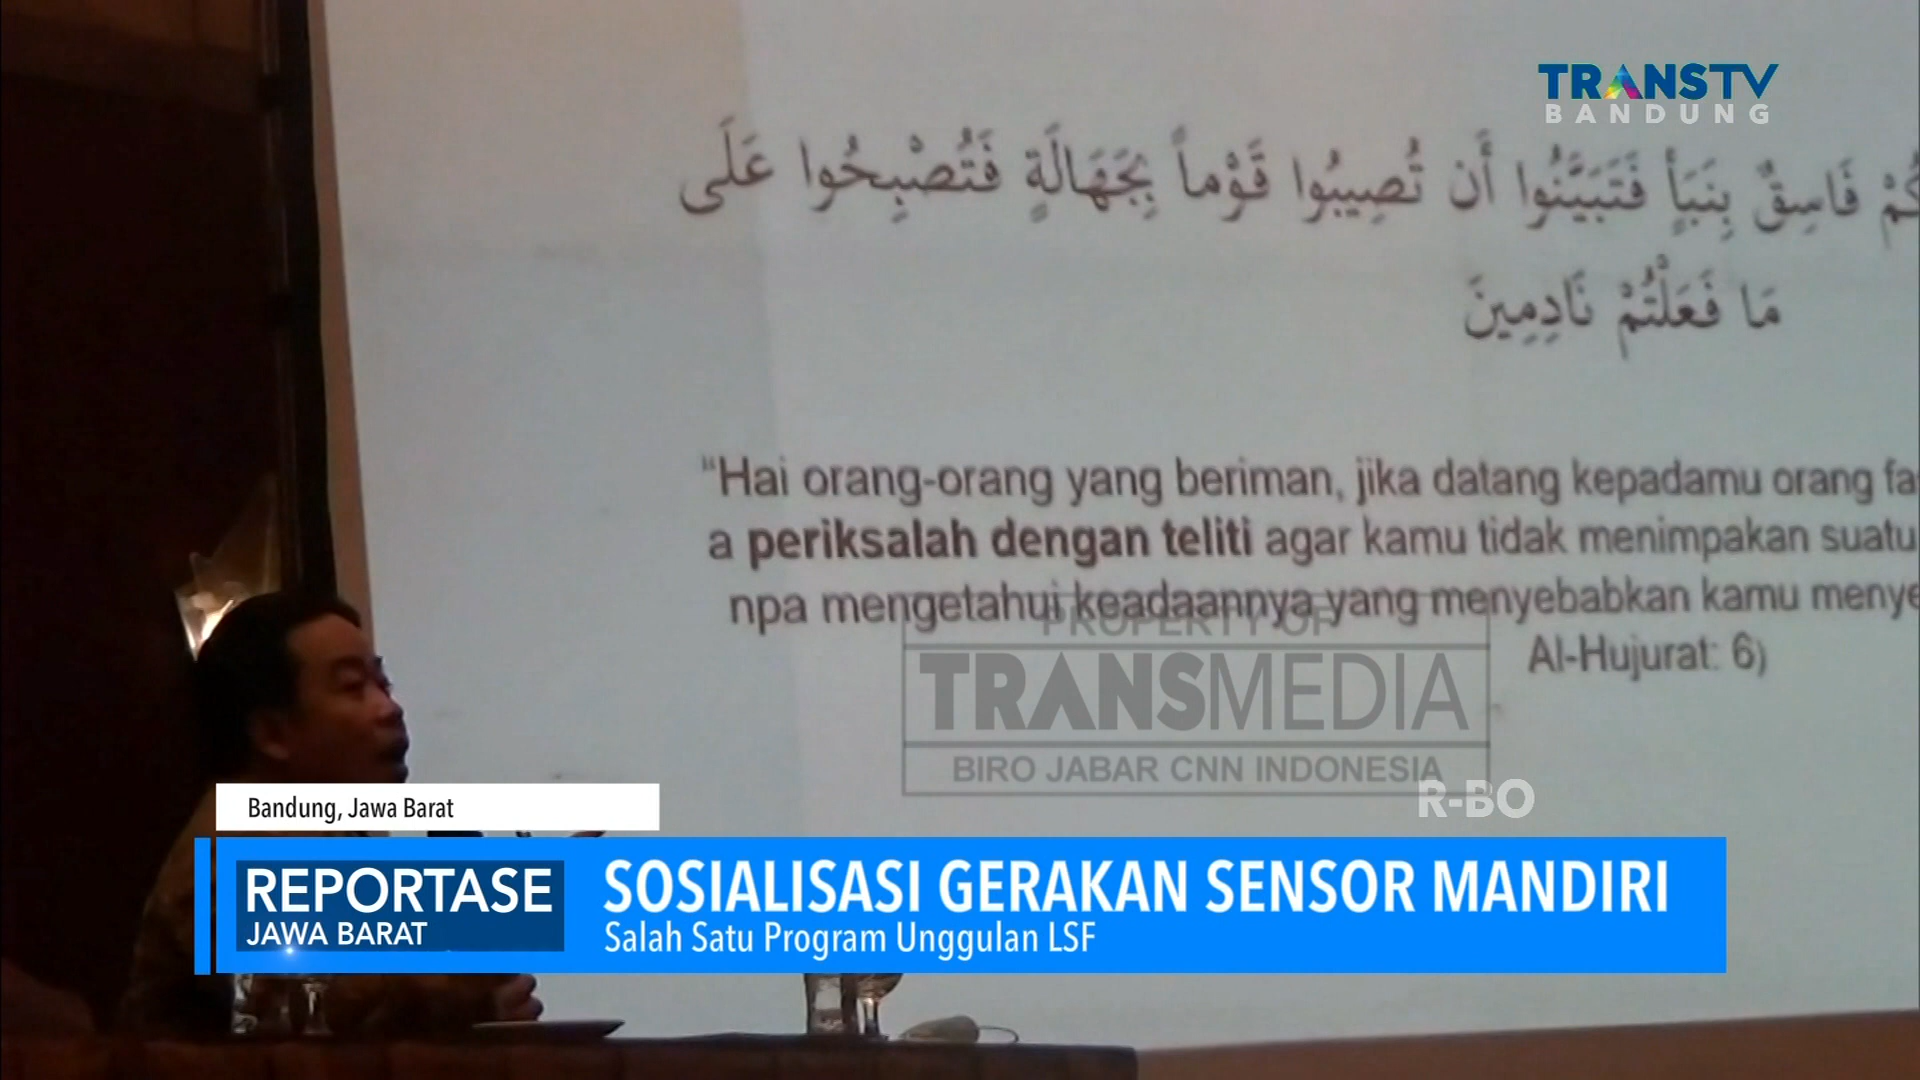 TRANSTV
BANDUNG
فَاسِقٌ بِنَبَأٍ فَتَبَيَّنُوا أَن تُصِيبُوا قَوْماً بِجَهَالَةٍ فَتُصْبِحُوا عَلَى
مَا فَعَلْتُمْ نَادِمِينَ
"Hai orang-orang yang beriman, jika datang kepadamu orang fa
a periksalah dengan teliti agar kamu tidak menimpakan suatu
npa mengetahui keadaannya yang menyebabkan kamu menye
Al-Hujurat: 6)
PROPERTY OF
TRANSMEDIA
BIRO JABAR CNN INDONESIA
R-BO
Bandung, Jawa Barat
REPORTASE
JAWA BARAT
SOSIALISASI GERAKAN SENSOR MANDIRI
Salah Satu Program Unggulan LSF